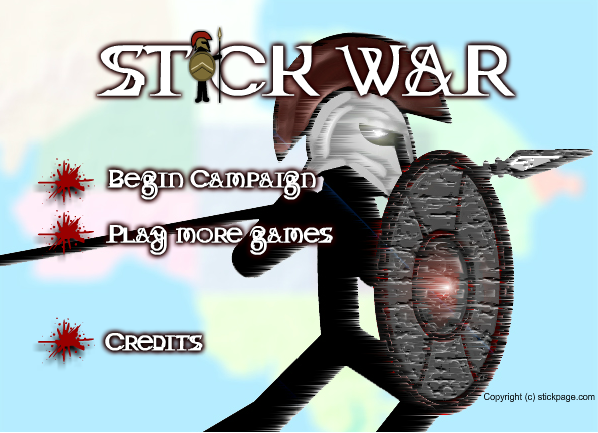 STICK WAR
Begin Campaign
Play more games
Credits
Copyright (c) stickpage.com